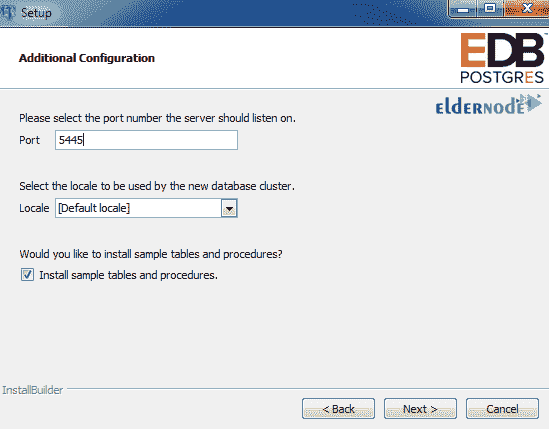 Setup
Additional Configuration
EDB
POSTGRES
ELDERNODE
Please select the port number the server should listen on.
Port 5445
Select the locale to be used by the new database cluster.
Locale [Default locale]
Would you like to install sample tables and procedures?
Install sample tables and procedures.
InstallBuilder
< Back Next > Cancel